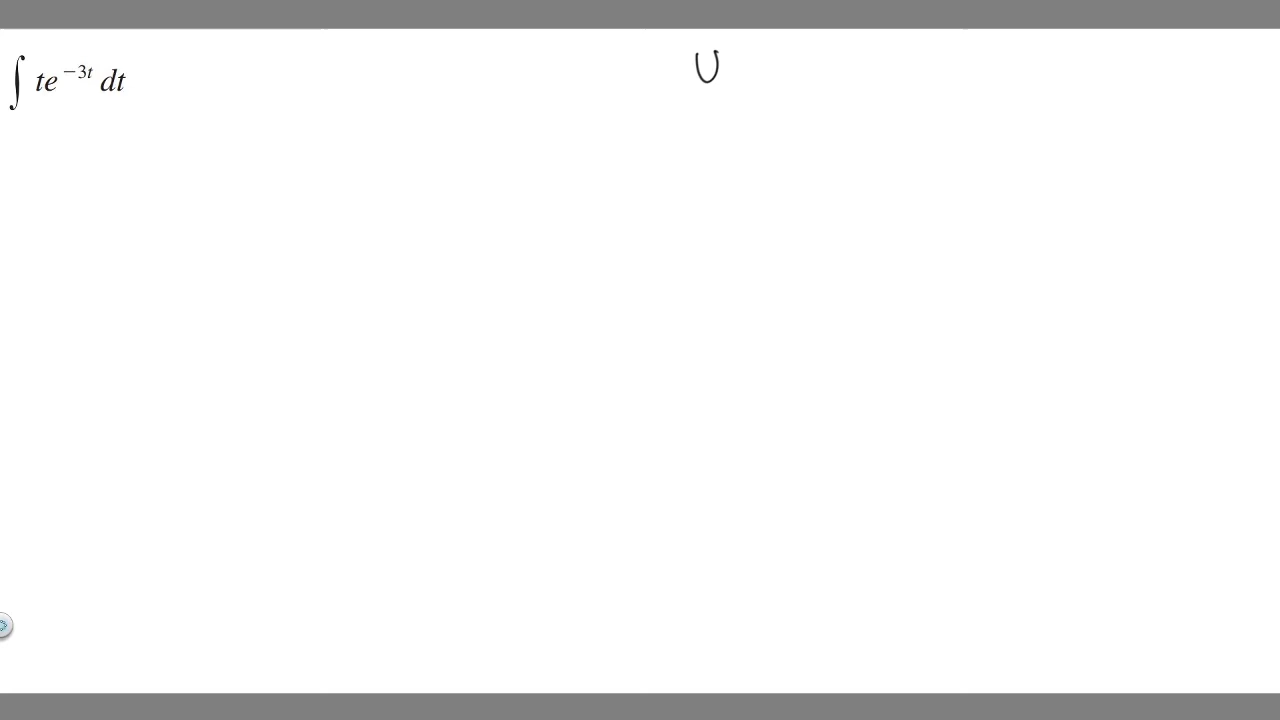 ∫ te^{-3t} dt
U